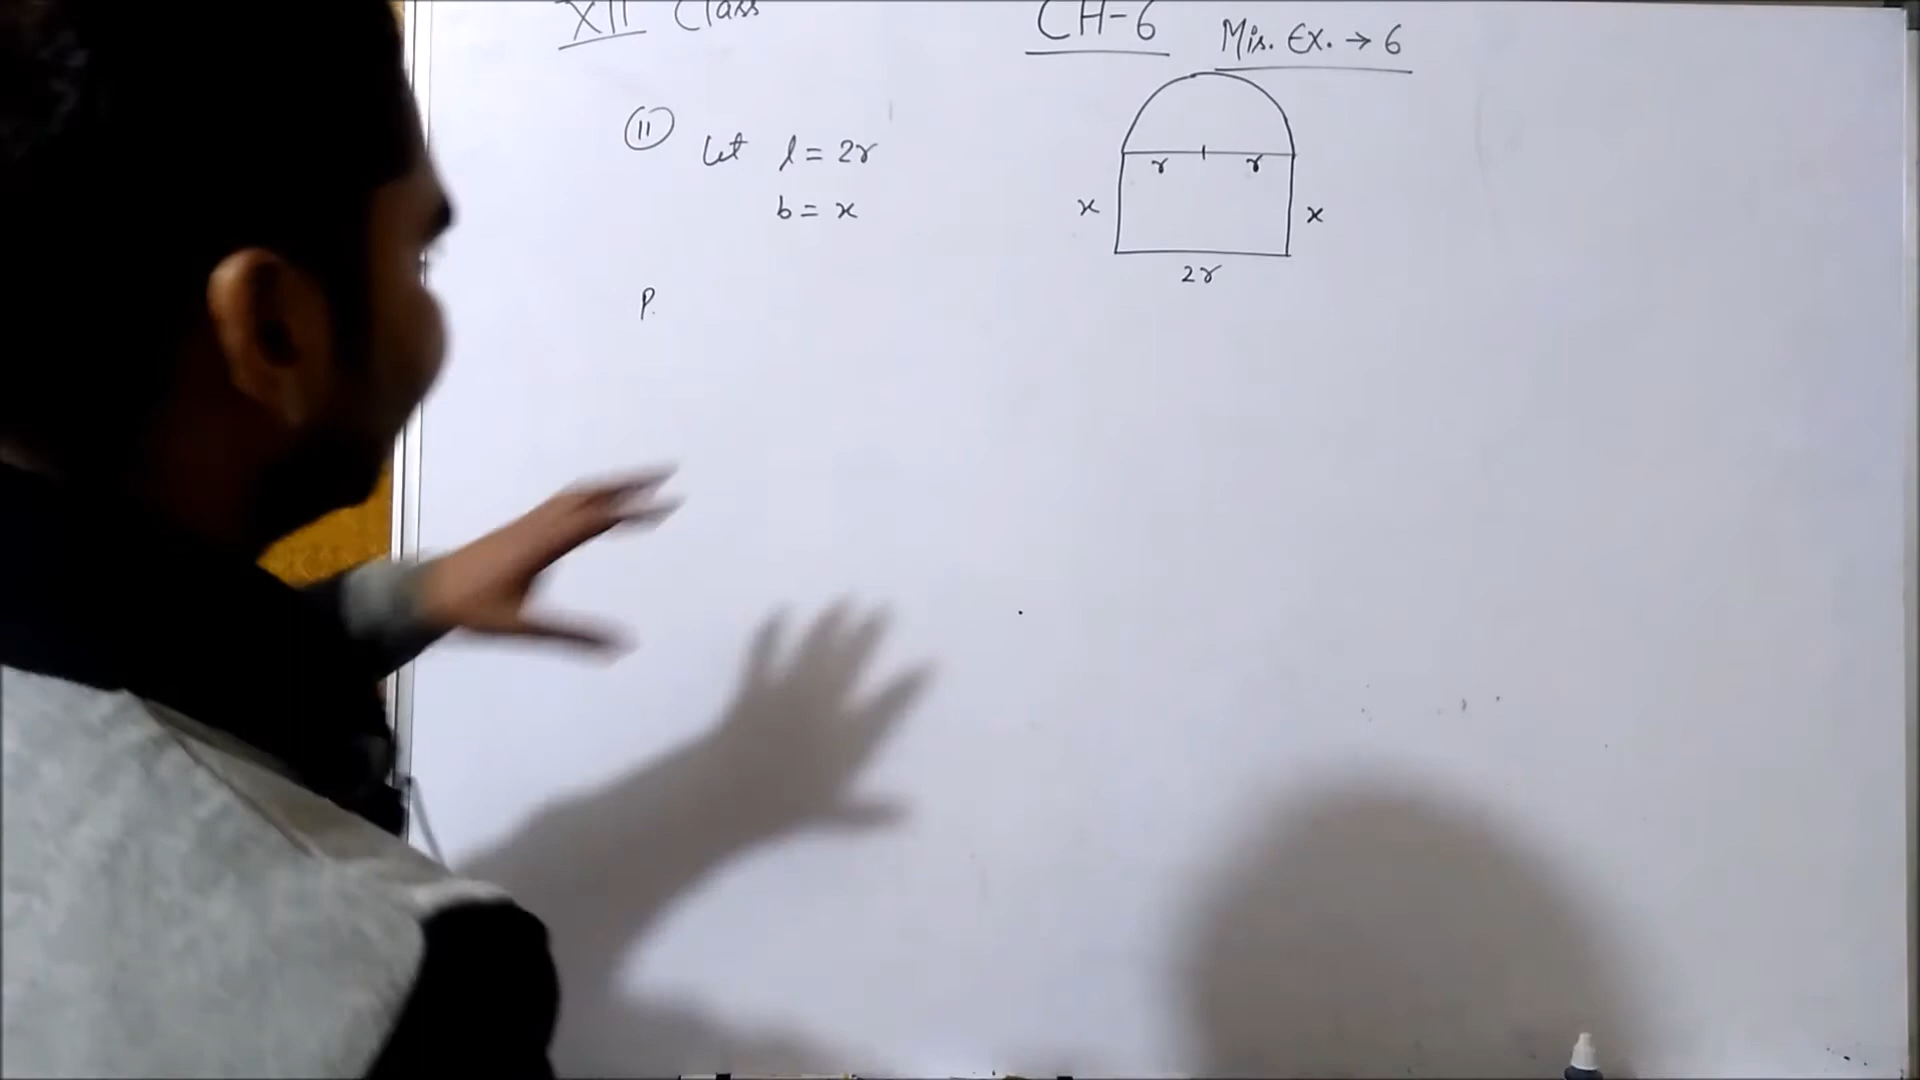 XII Class
CH-6 Mis. Ex. → 6
11
Let l = 2r
b = x
r r
x x
2r
P.